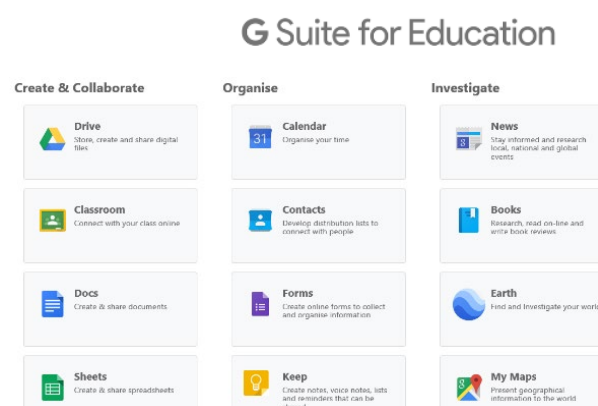 G Suite for Education
Create & Collaborate
Drive
Store, create and share digital
files
Classroom
Connect with your class online
Docs
Create & share documents
Sheets
Create & share spreadsheets
Organise
31
Calendar
Organise your time
Contacts
Develop distribution lists to
connect with people
Forms
Create online forms to collect
and organise information
Keep
Create notes, voice notes, lists
and reminders that can be
Investigate
News
Stay informed and research
local, national and global
events
Books
Research, read on-line and
write book reviews
Earth
Find and Investigate your world
My Maps
Present geographical
information to the world